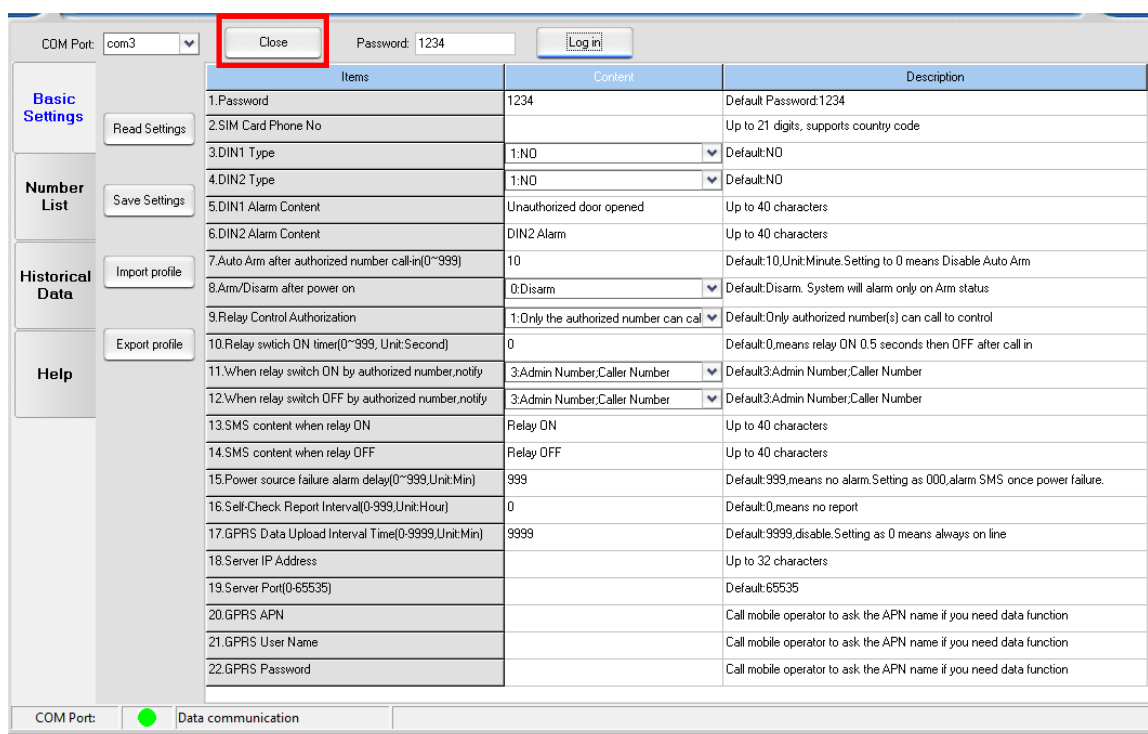 COM Port: com3 Close Password: 1234 Log in
Basic Settings
Number List
Historical Data
Help
Read Settings
Save Settings
Import profile
Export profile
Items Content Description
1.Password 1234 Default Password:1234
2.SIM Card Phone No Up to 21 digits, supports country code
3.DIN1 Type 1:NO Default:NO
4.DIN2 Type 1:NO Default:NO
5.DIN1 Alarm Content Unauthorized door opened Up to 40 characters
6.DIN2 Alarm Content DIN2 Alarm Up to 40 characters
7.Auto Arm after authorized number call-in(0~999) 10 Default:10,Unit:Minute.Setting to 0 means Disable Auto Arm
8.Arm/Disarm after power on 0:Disarm Default:Disarm. System will alarm only on Arm status
9.Relay Control Authorization 1:Only the authorized number can cal Default:Only authorized number(s) can call to control
10.Relay swtich ON timer(0~999, Unit:Second) 0 Default:0,means relay ON 0.5 seconds then OFF after call in
11.When relay switch ON by authorized number,notify 3:Admin Number;Caller Number Default3:Admin Number;Caller Number
12.When relay switch OFF by authorized number,notify 3:Admin Number;Caller Number Default3:Admin Number;Caller Number
13.SMS content when relay ON Relay ON Up to 40 characters
14.SMS content when relay OFF Relay OFF Up to 40 characters
15.Power source failure alarm delay(0~999,Unit:Min) 999 Default:999,means no alarm.Setting as 000,alarm SMS once power failure.
16.Self-Check Report Interval(0-999,Unit:Hour) 0 Default:0,means no report
17.GPRS Data Upload Interval Time(0-9999,Unit:Min) 9999 Default:9999,disable.Setting as 0 means always on line
18.Server IP Address Up to 32 characters
19.Server Port(0-65535) Default:65535
20.GPRS APN Call mobile operator to ask the APN name if you need data function
21.GPRS User Name Call mobile operator to ask the APN name if you need data function
22.GPRS Password Call mobile operator to ask the APN name if you need data function
COM Port: Data communication